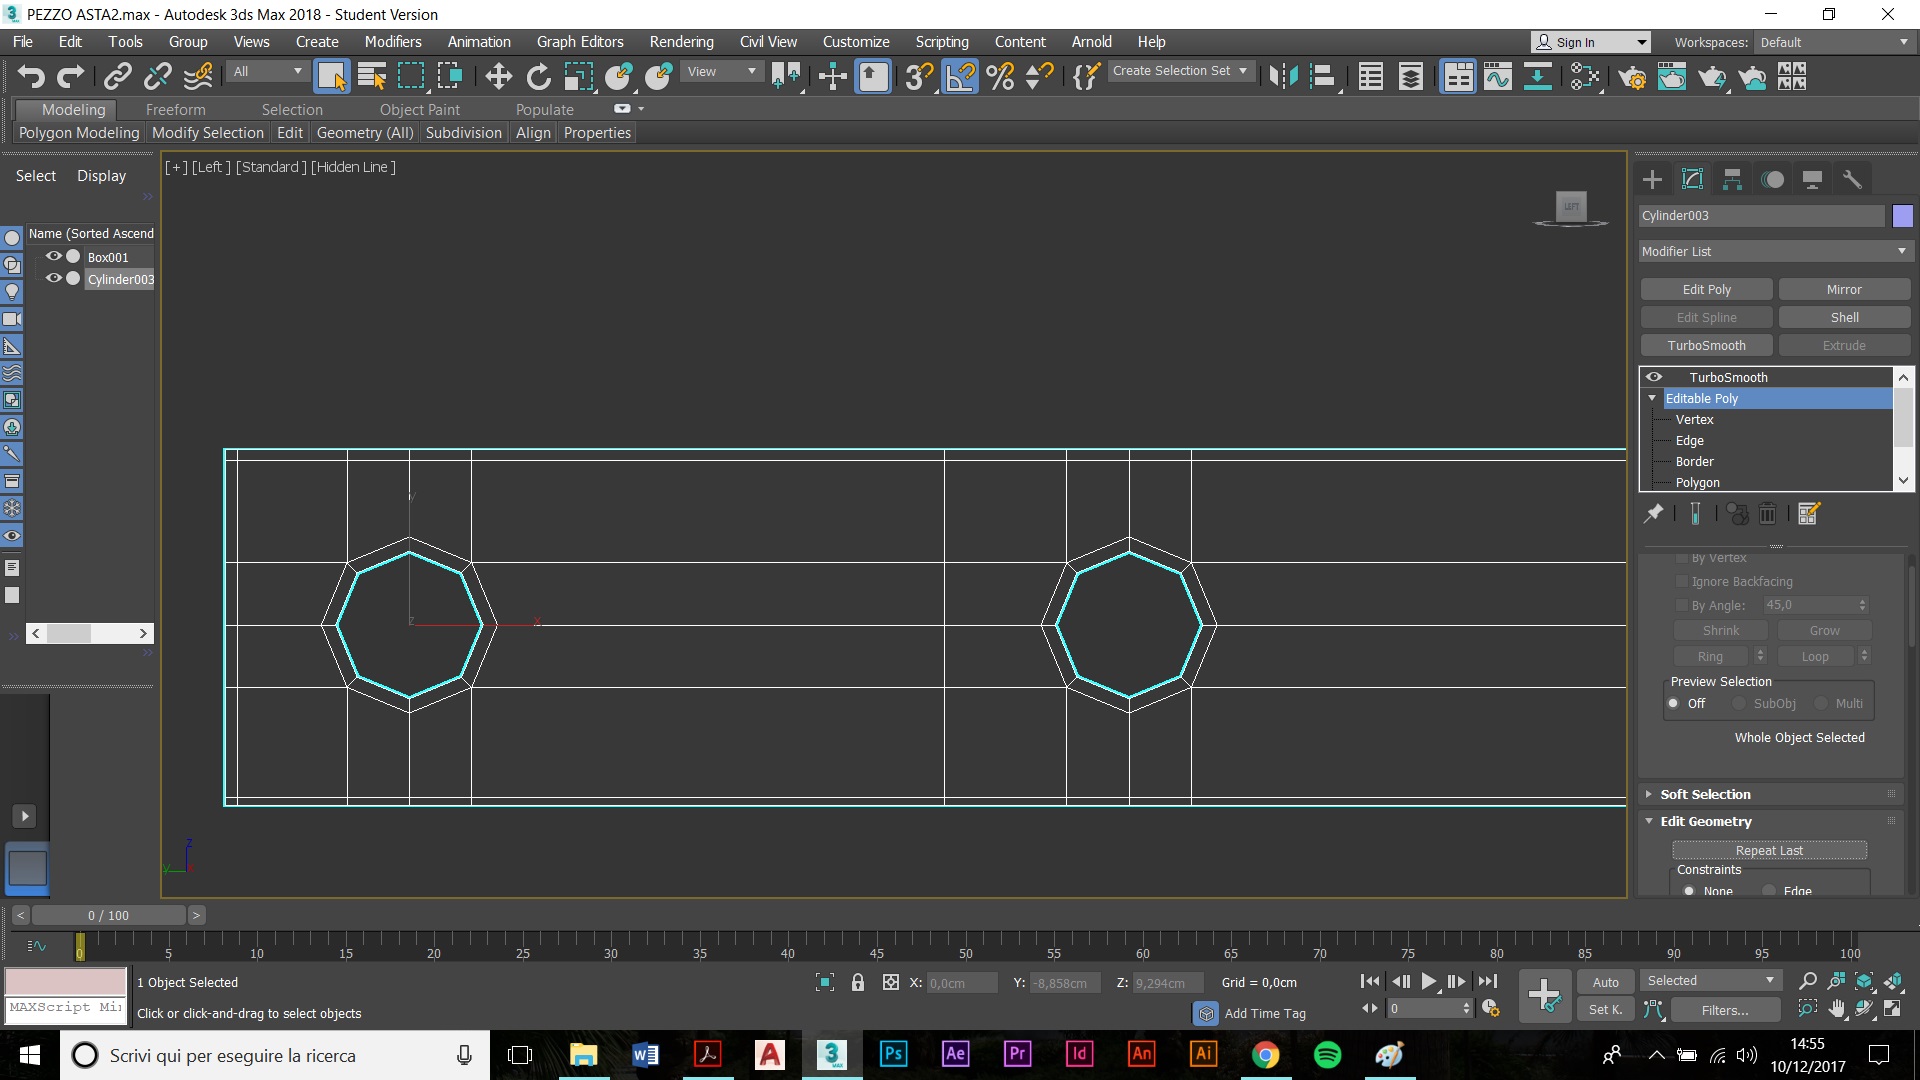 PEZZO ASTA2.max - Autodesk 3ds Max 2018 - Student Version
File Edit Tools Group Views Create Modifiers Animation Graph Editors Rendering Civil View Customize Scripting Content Arnold Help
Sign In
Workspaces: Default
All
View
Create Selection Set
Modeling Freeform Selection Object Paint Populate
Polygon Modeling Modify Selection Edit Geometry (All) Subdivision Align Properties
Select Display
[+] [Left ] [Standard ] [Hidden Line ]
LEFT
Name (Sorted Ascend
Box001
Cylinder003
y
z
x
z
y
Cylinder003
Modifier List
Edit Poly Mirror
Edit Spline Shell
TurboSmooth Extrude
TurboSmooth
Editable Poly
Vertex
Edge
Border
Polygon
By Vertex
Ignore Backfacing
By Angle: 45,0
Shrink Grow
Ring Loop
Preview Selection
Off SubObj Multi
Whole Object Selected
Soft Selection
Edit Geometry
Repeat Last
Constraints
None Edge
< 0 / 100 >
0 5 10 15 20 25 30 35 40 45 50 55 60 65 70 75 80 85 90 95 100
1 Object Selected
X: 0,0cm Y: -8,858cm Z: 9,294cm Grid = 0,0cm
Auto Selected
MAXScript Mi
Click or click-and-drag to select objects
Add Time Tag
0
Set K. Filters...
Scrivi qui per eseguire la ricerca
3
MAX
Ps Ae Pr Id An Ai
14:55
10/12/2017